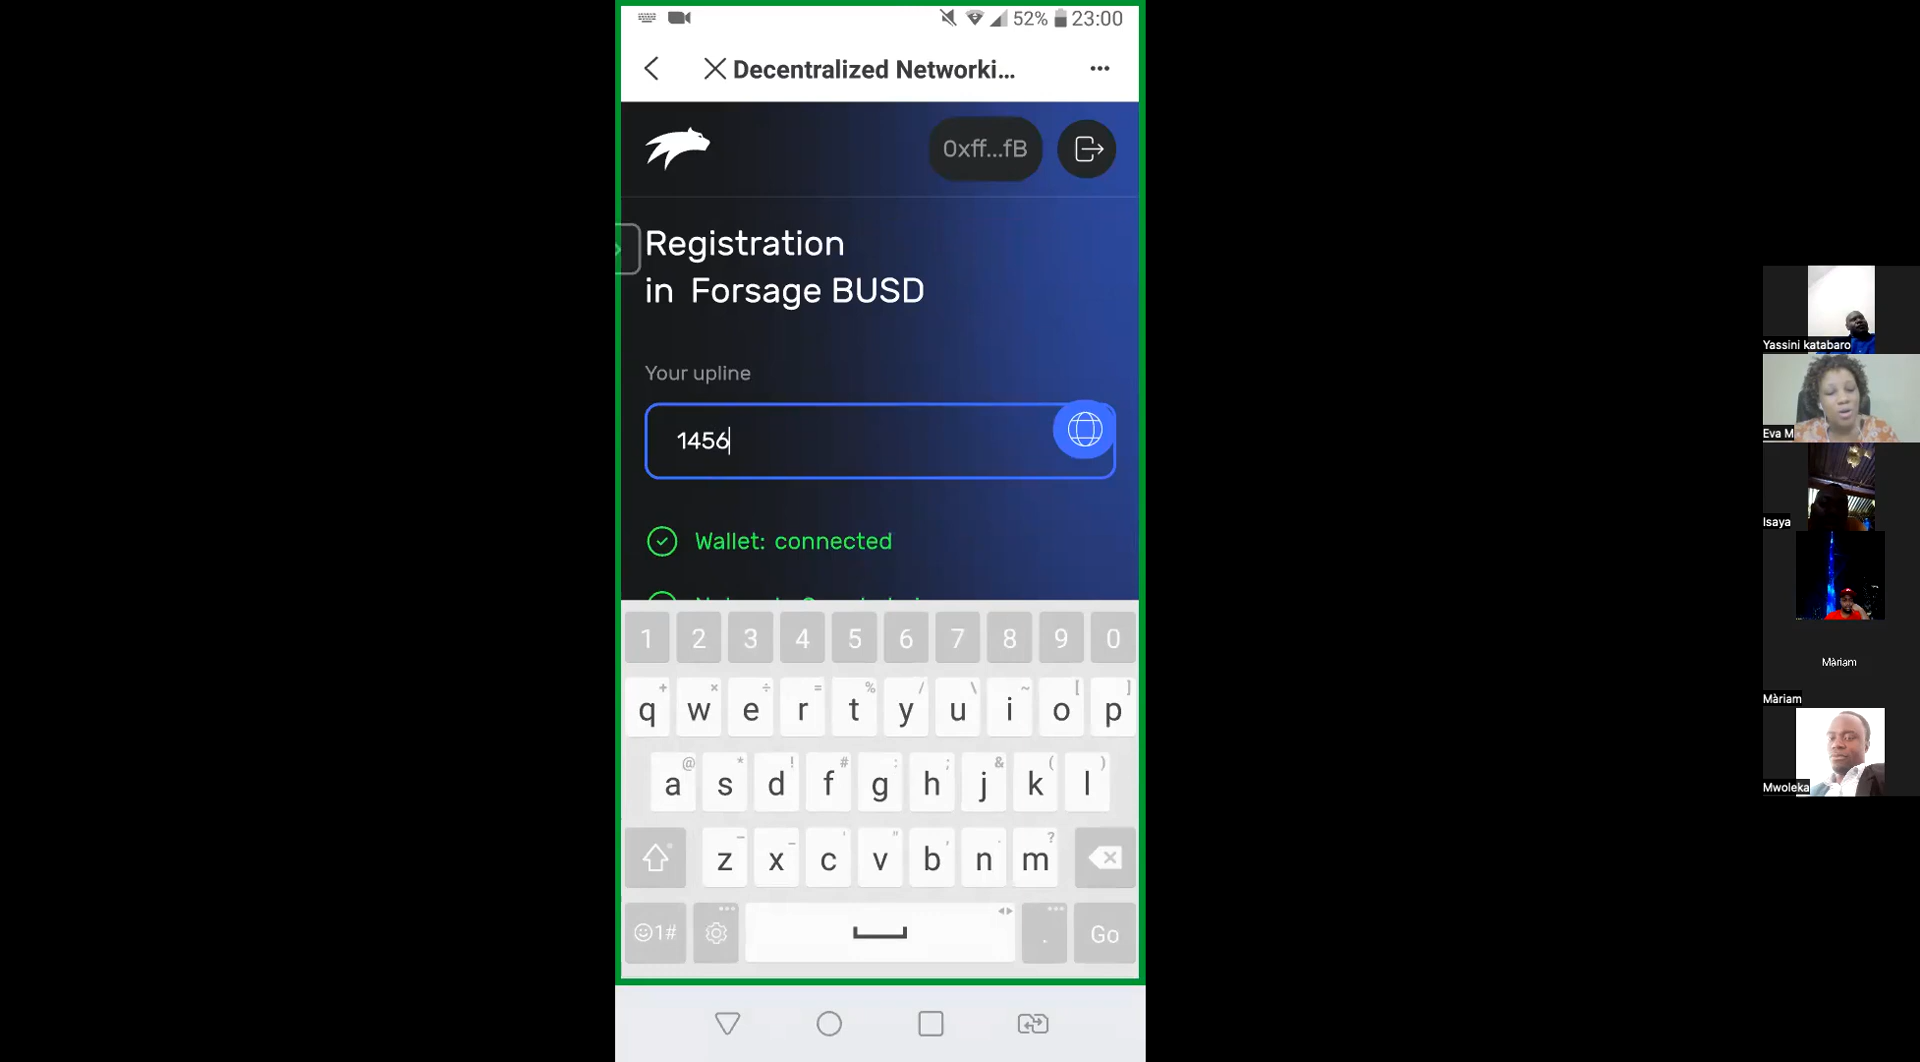 52% 23:00
Decentralized Networki...
0xff...fB
Registration
in Forsage BUSD
Your upline
1456
Wallet: connected
1 2 3 4 5 6 7 8 9 0
+ × ÷ = % / \ ~ [ ]
q w e r t y u i o p
@ * ! # : ; & ( )
a s d f g h j k l
z x c v b n m ?
1# . Go
Yassini katabaro
Eva M
Isaya
Màriam
Màriam
Mwoleka